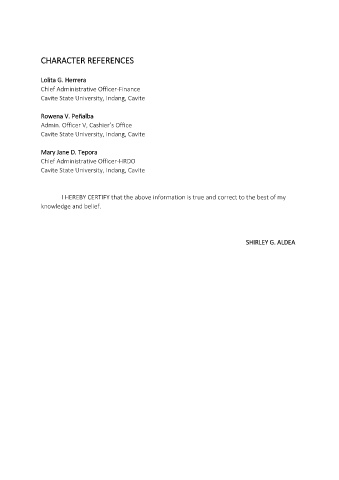 CHARACTER REFERENCES
Lolita G. Herrera
Chief Administrative Officer-Finance
Cavite State University, Indang, Cavite
Rowena V. Peñalba
Admin. Officer V, Cashier's Office
Cavite State University, Indang, Cavite
Mary Jane D. Tepora
Chief Administrative Officer-HRDO
Cavite State University, Indang, Cavite
I HEREBY CERTIFY that the above information is true and correct to the best of my
knowledge and belief.
SHIRLEY G. ALDEA